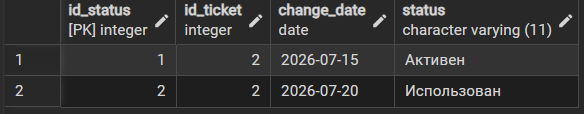 id_status id_ticket change_date status
[PK] integer integer date character varying (11)
1 1 2 2026-07-15 Активен
2 2 2 2026-07-20 Использован